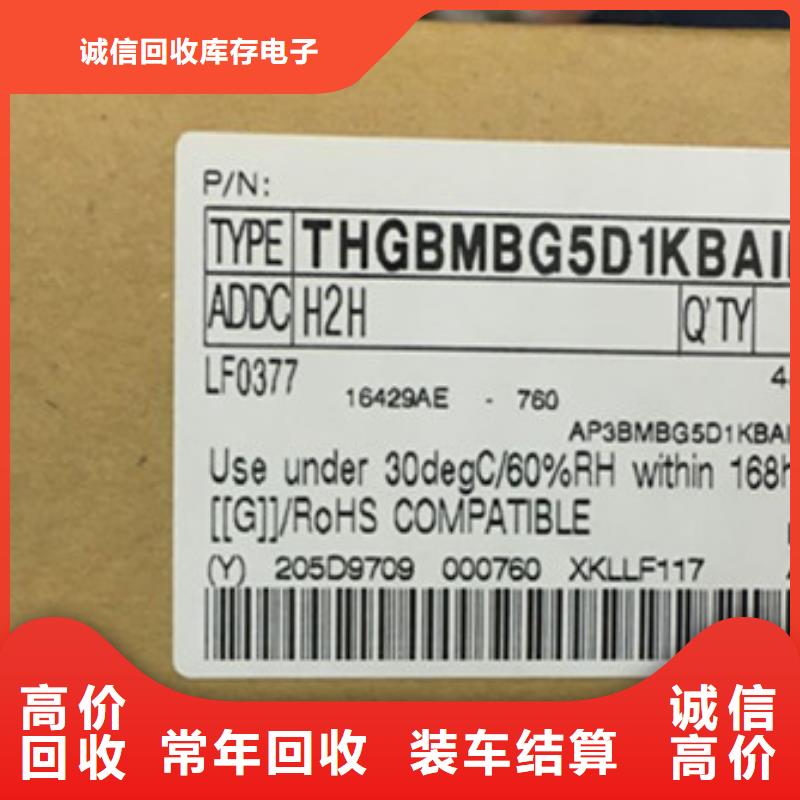 诚信回收库存电子
P/N:
TYPE THGBMBG5D1KBAI
ADDC H2H Q'TY
LF0377 4
16429AE - 760
AP3BMBG5D1KBAI
Use under 30degC/60%RH within 168h
[[G]]/RoHS COMPATIBLE
(Y) 205D9709 000760 XKLLF117
高价回收
常年回收 装车结算
诚信高价